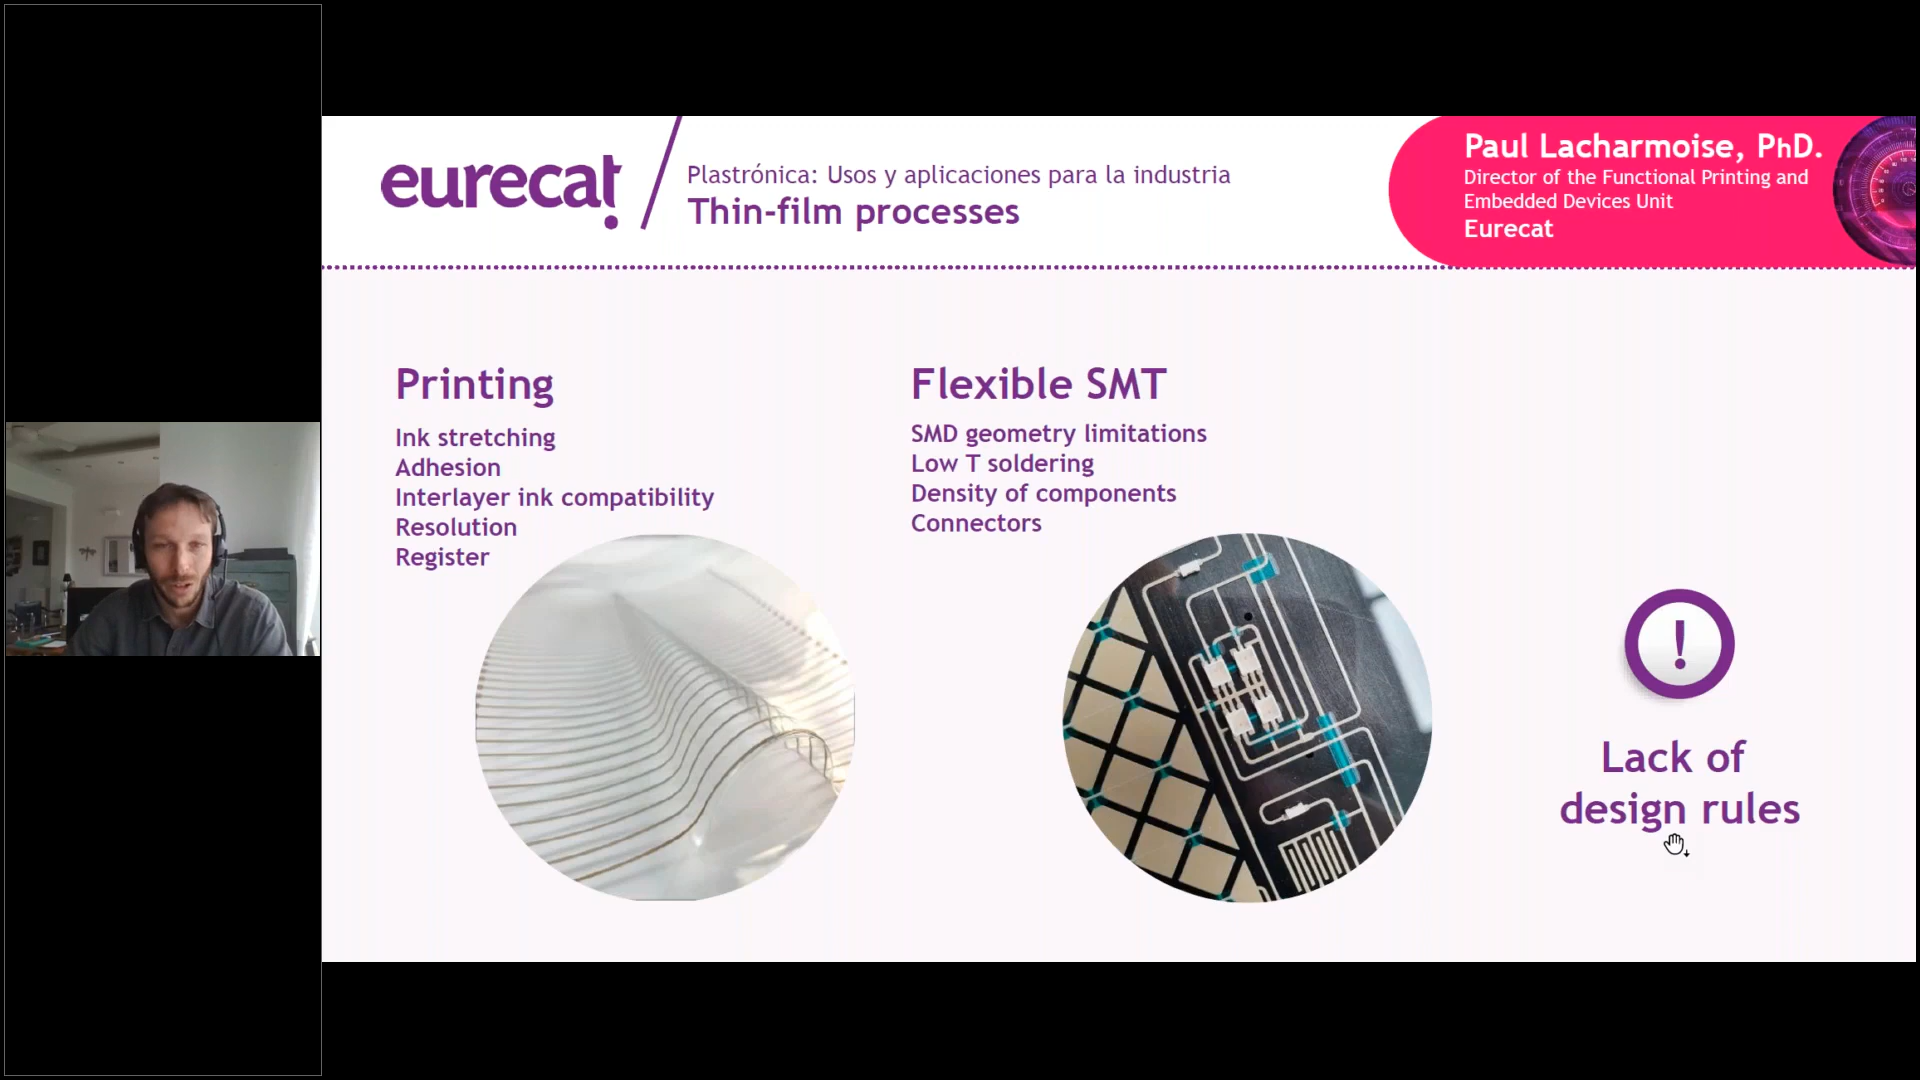 eurecat
Plastrónica: Usos y aplicaciones para la industria
Thin-film processes
Paul Lacharmoise, PhD.
Director of the Functional Printing and
Embedded Devices Unit
Eurecat
Printing
Ink stretching
Adhesion
Interlayer ink compatibility
Resolution
Register
Flexible SMT
SMD geometry limitations
Low T soldering
Density of components
Connectors
!
Lack of
design rules